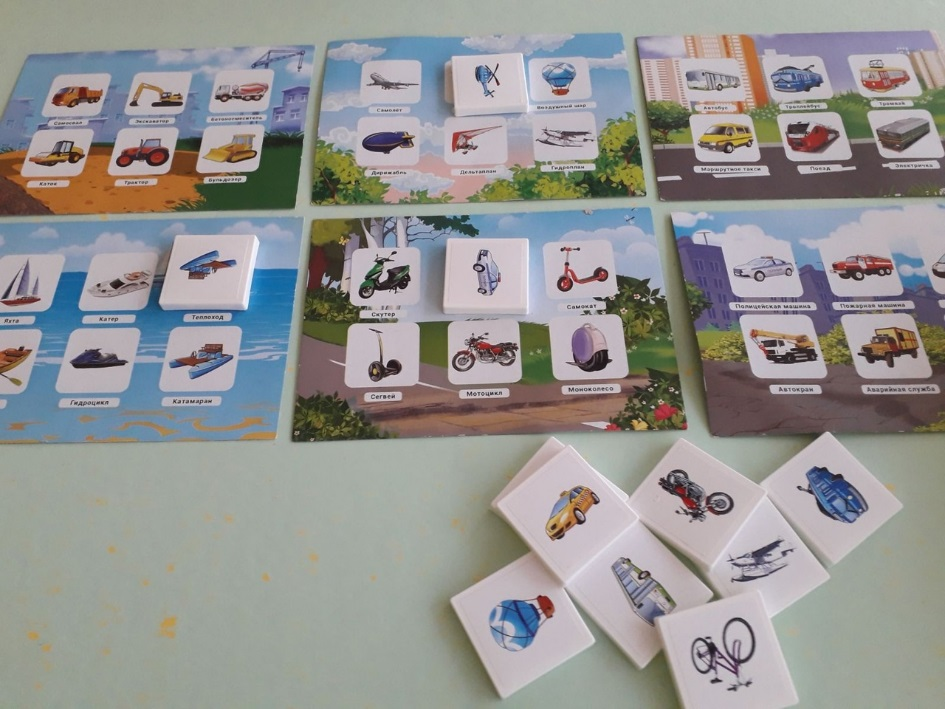 Самосвал
Экскаватор
Бетоносмеситель
Каток
Трактор
Бульдозер
Самолет
Воздушный шар
Дирижабль
Дельтаплан
Гидроплан
Автобус
Троллейбус
Трамвай
Маршрутное такси
Поезд
Электричка
Яхта
Катер
Теплоход
Гидроцикл
Катамаран
Скутер
Самокат
Сегвей
Мотоцикл
Моноколесо
Полицейская машина
Пожарная машина
Автокран
Аварийная служба